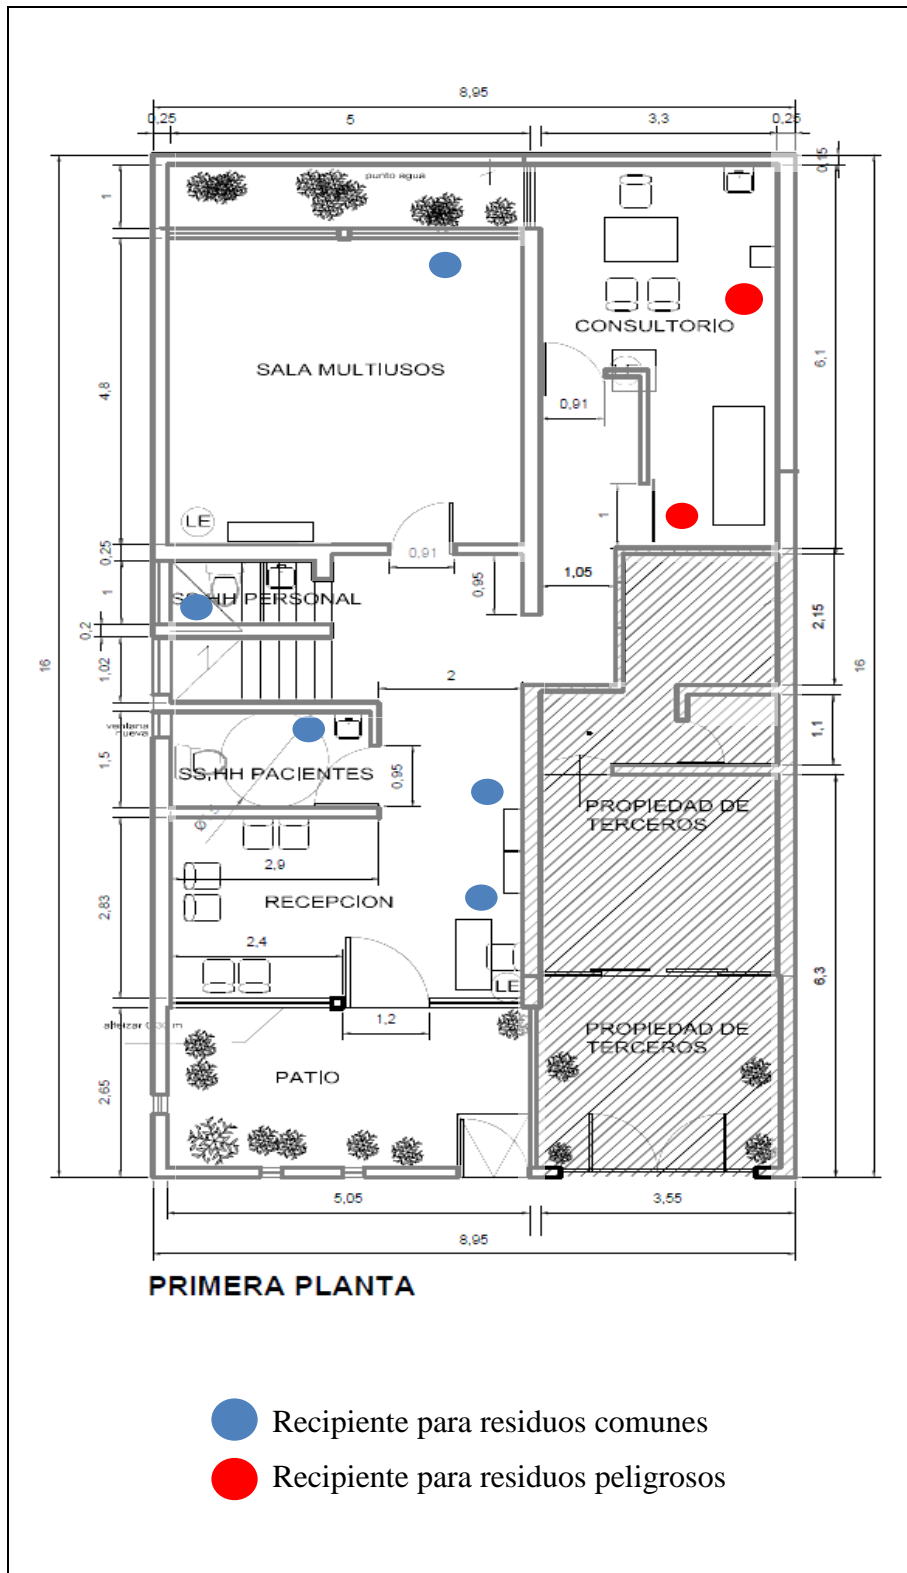 8,95
0,25 5 3,3 0,25
0,15
punto agua
1
CONSULTORIO
SALA MULTIUSOS
4,8
6,1
0,91
16
16
LE
1
0,91
0,25
0,95
1,05
1
SS,HH PERSONAL
0,2
2,15
1,02
2
1,1
ventana
nueva
1,5
SS,HH PACIENTES
0,95
PROPIEDAD DE
TERCEROS
2,9
RECEPCION
2,83
2,4
LE
6,3
1,2
PROPIEDAD DE
TERCEROS
PATIO
2,65
5,05 3,55
8,95
PRIMERA PLANTA
Recipiente para residuos comunes
Recipiente para residuos peligrosos